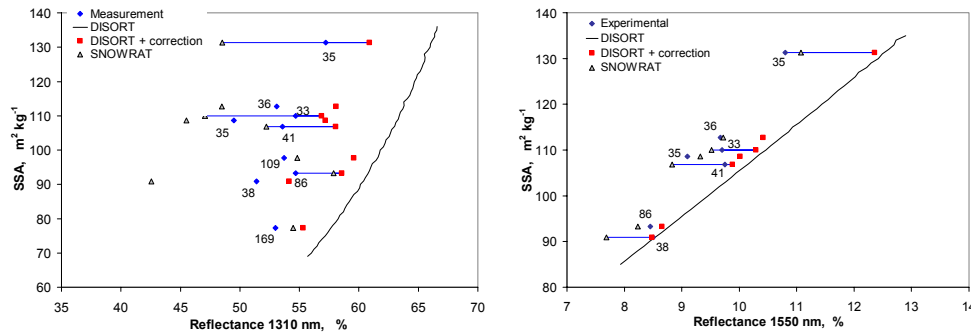 140
130
120
110
100
90
80
70
60
35 40 45 50 55 60 65 70
SSA, m² kg⁻¹
Reflectance 1310 nm, %
Measurement
DISORT
DISORT + correction
SNOWRAT
35
36
33
35
41
109
38
86
169
150
140
130
120
110
100
90
80
7 8 9 10 11 12 13 14
SSA, m² kg⁻¹
Reflectance 1550 nm, %
Experimental
DISORT
DISORT + correction
SNOWRAT
35
36
33
35
41
86
38